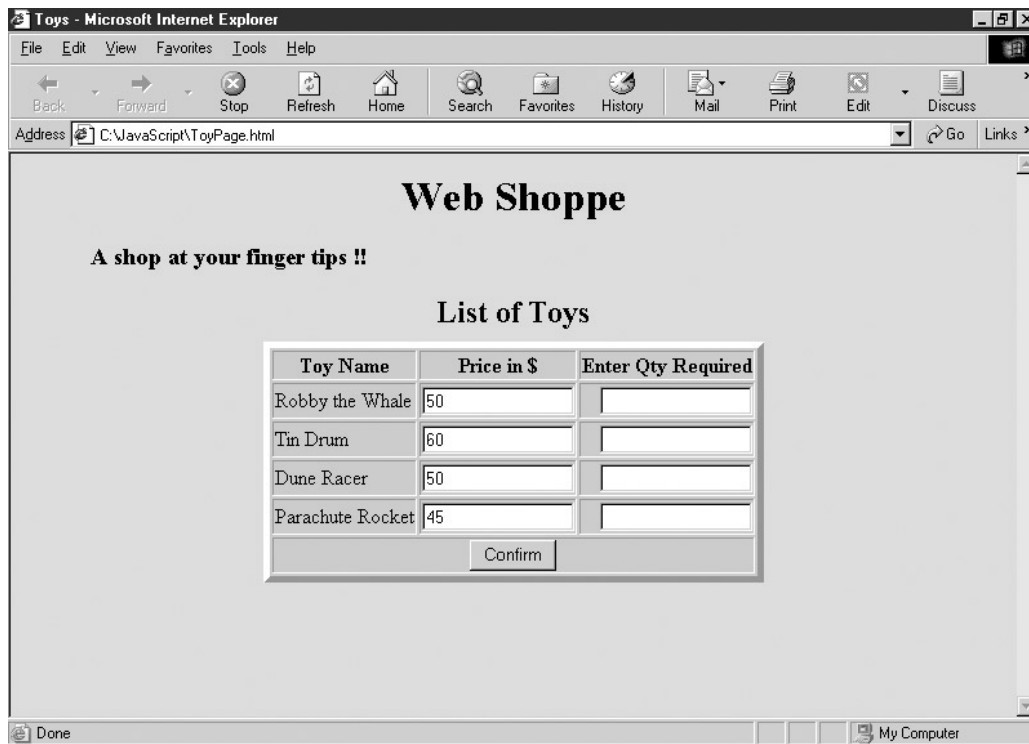 Toys - Microsoft Internet Explorer
File Edit View Favorites Tools Help
Back Forward Stop Refresh Home Search Favorites History Mail Print Edit Discuss
Address C:\JavaScript\ToyPage.html Go Links
Web Shoppe
A shop at your finger tips !!
List of Toys
Toy Name Price in $ Enter Qty Required
Robby the Whale 50
Tin Drum 60
Dune Racer 50
Parachute Rocket 45
Confirm
Done My Computer